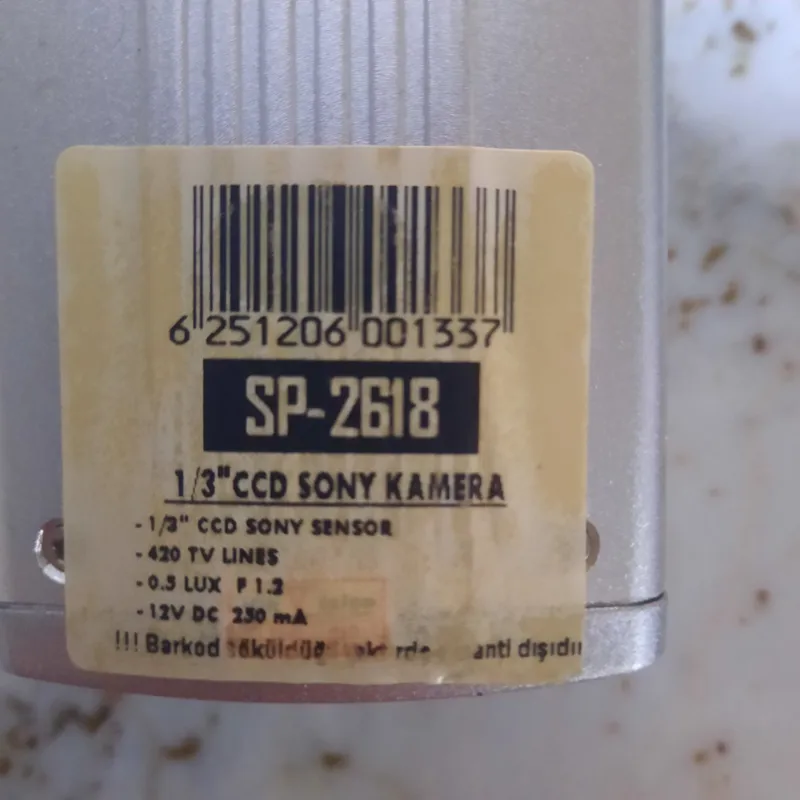 6 251206 001337
SP-2618
1/3" CCD SONY KAMERA
- 1/3" CCD SONY SENSOR
- 420 TV LINES
- 0.5 LUX F 1.2
- 12V DC 250 mA
!!! Barkod dışıdır